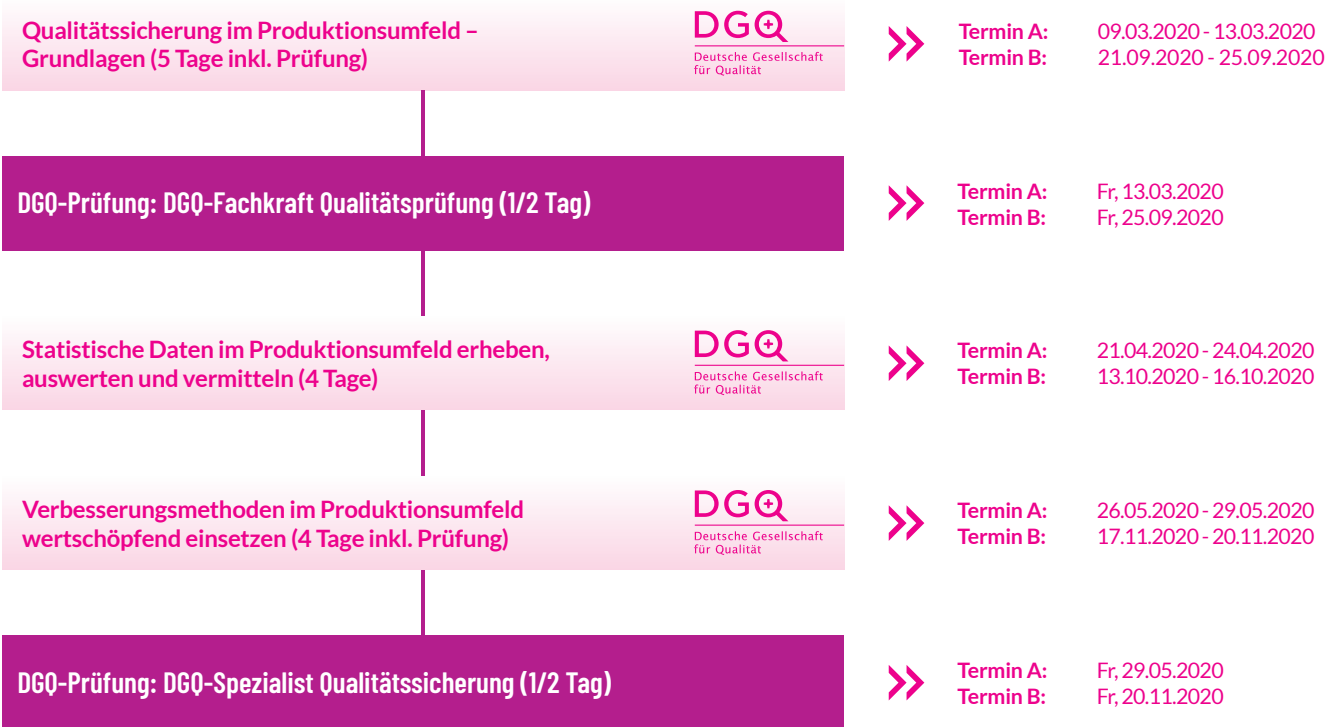 Qualitätssicherung im Produktionsumfeld –
Grundlagen (5 Tage inkl. Prüfung)
DGQ
Deutsche Gesellschaft
für Qualität
Termin A: 09.03.2020 - 13.03.2020
Termin B: 21.09.2020 - 25.09.2020
DGQ-Prüfung: DGQ-Fachkraft Qualitätsprüfung (1/2 Tag)
Termin A: Fr, 13.03.2020
Termin B: Fr, 25.09.2020
Statistische Daten im Produktionsumfeld erheben,
auswerten und vermitteln (4 Tage)
DGQ
Deutsche Gesellschaft
für Qualität
Termin A: 21.04.2020 - 24.04.2020
Termin B: 13.10.2020 - 16.10.2020
Verbesserungsmethoden im Produktionsumfeld
wertschöpfend einsetzen (4 Tage inkl. Prüfung)
DGQ
Deutsche Gesellschaft
für Qualität
Termin A: 26.05.2020 - 29.05.2020
Termin B: 17.11.2020 - 20.11.2020
DGQ-Prüfung: DGQ-Spezialist Qualitätssicherung (1/2 Tag)
Termin A: Fr, 29.05.2020
Termin B: Fr, 20.11.2020